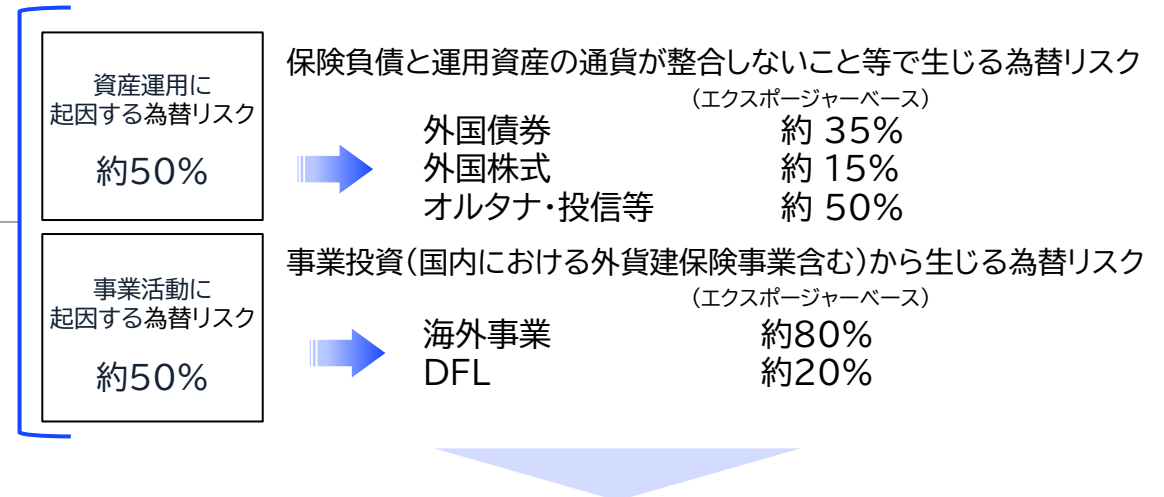 資産運用に
起因する為替リスク
約50%
保険負債と運用資産の通貨が整合しないこと等で生じる為替リスク
(エクスポージャーベース)
外国債券 約 35%
外国株式 約 15%
オルタナ・投信等 約 50%
事業活動に
起因する為替リスク
約50%
事業投資(国内における外貨建保険事業含む)から生じる為替リスク
(エクスポージャーベース)
海外事業 約80%
DFL 約20%